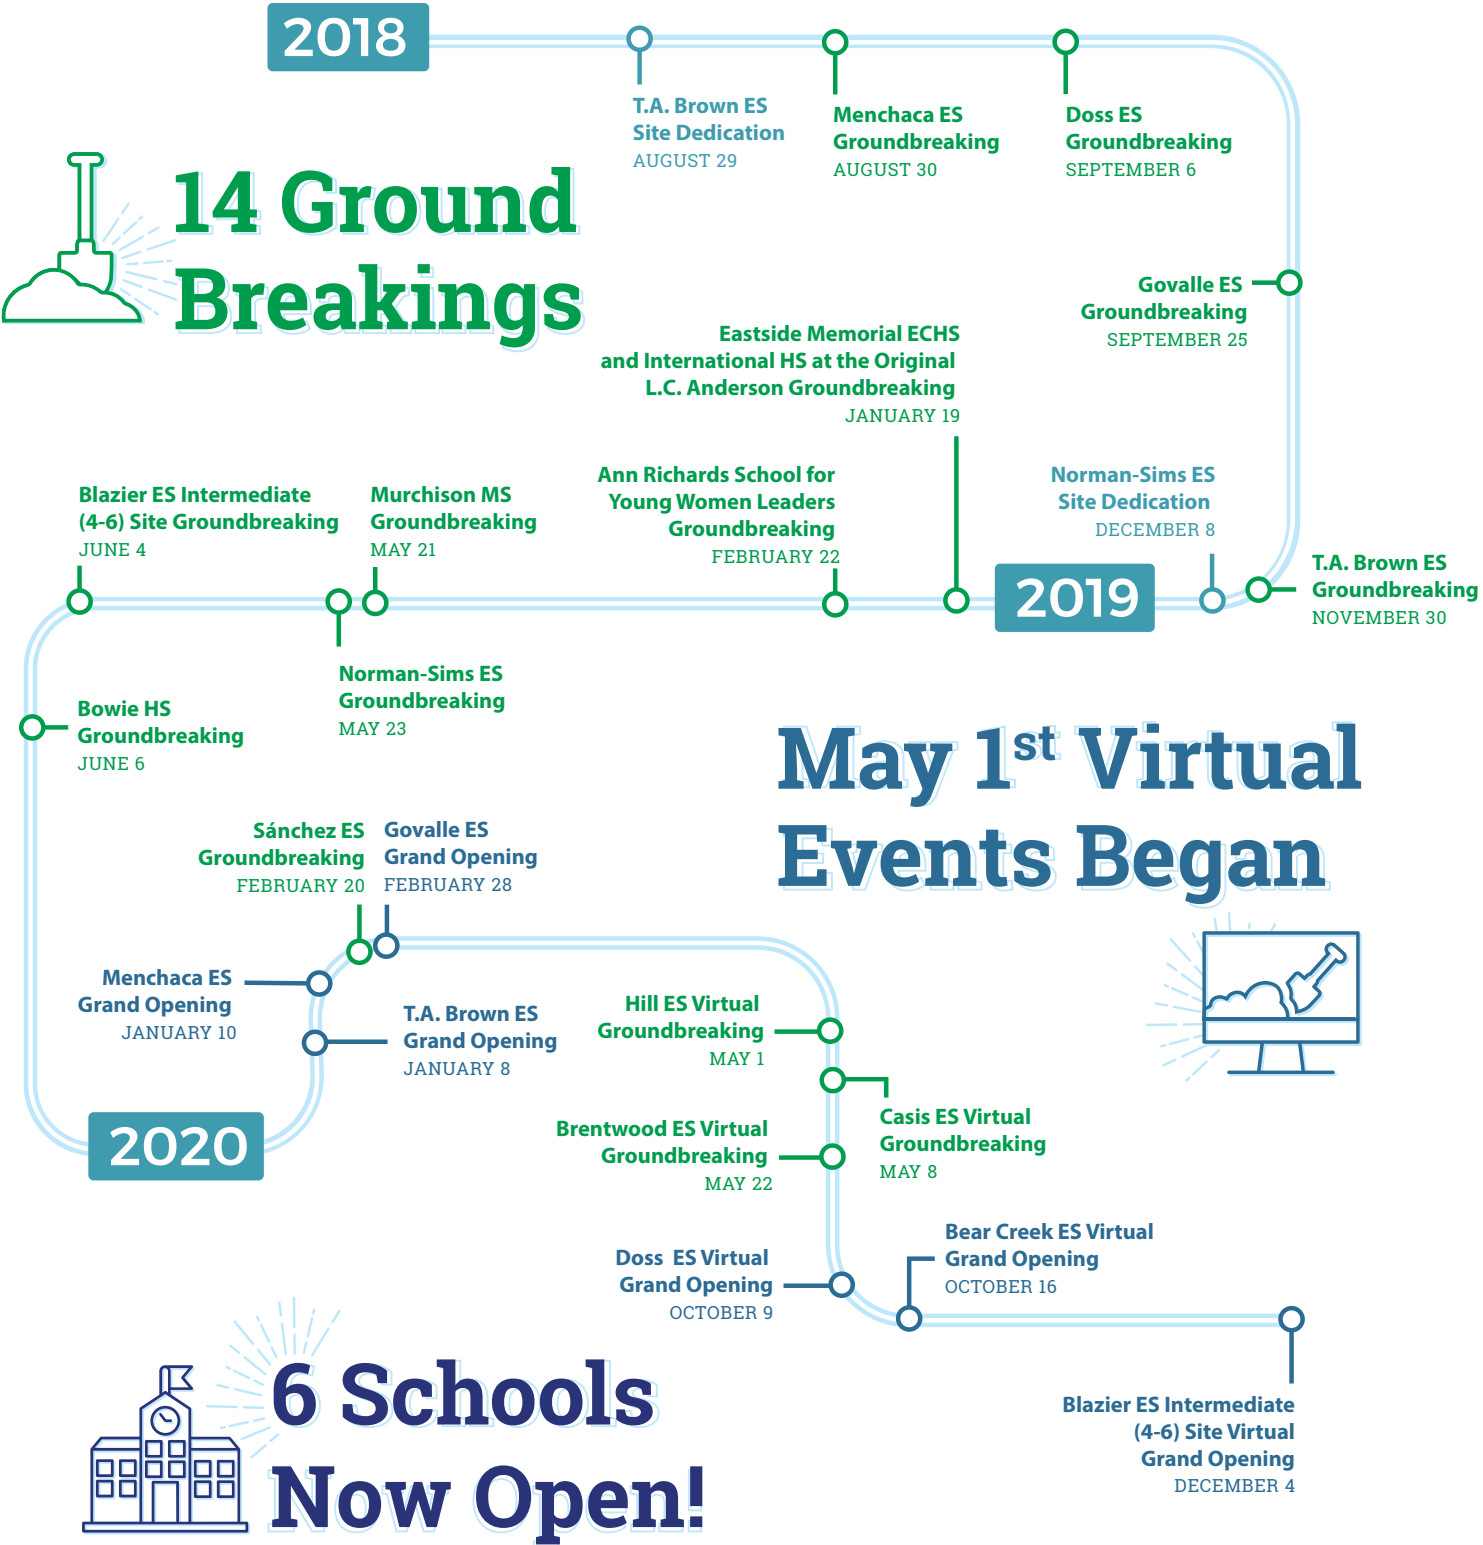 2018
T.A. Brown ES
Site Dedication
AUGUST 29
Menchaca ES
Groundbreaking
AUGUST 30
Doss ES
Groundbreaking
SEPTEMBER 6
14 Ground
Breakings
Govalle ES
Groundbreaking
SEPTEMBER 25
T.A. Brown ES
Groundbreaking
NOVEMBER 30
Norman-Sims ES
Site Dedication
DECEMBER 8
2019
Eastside Memorial ECHS
and International HS at the Original
L.C. Anderson Groundbreaking
JANUARY 19
Ann Richards School for
Young Women Leaders
Groundbreaking
FEBRUARY 22
Murchison MS
Groundbreaking
MAY 21
Norman-Sims ES
Groundbreaking
MAY 23
Blazier ES Intermediate
(4-6) Site Groundbreaking
JUNE 4
Bowie HS
Groundbreaking
JUNE 6
May 1st Virtual
Events Began
2020
T.A. Brown ES
Grand Opening
JANUARY 8
Menchaca ES
Grand Opening
JANUARY 10
Sánchez ES
Groundbreaking
FEBRUARY 20
Govalle ES
Grand Opening
FEBRUARY 28
Hill ES Virtual
Groundbreaking
MAY 1
Casis ES Virtual
Groundbreaking
MAY 8
Brentwood ES Virtual
Groundbreaking
MAY 22
Doss ES Virtual
Grand Opening
OCTOBER 9
Bear Creek ES Virtual
Grand Opening
OCTOBER 16
Blazier ES Intermediate
(4-6) Site Virtual
Grand Opening
DECEMBER 4
6 Schools
Now Open!